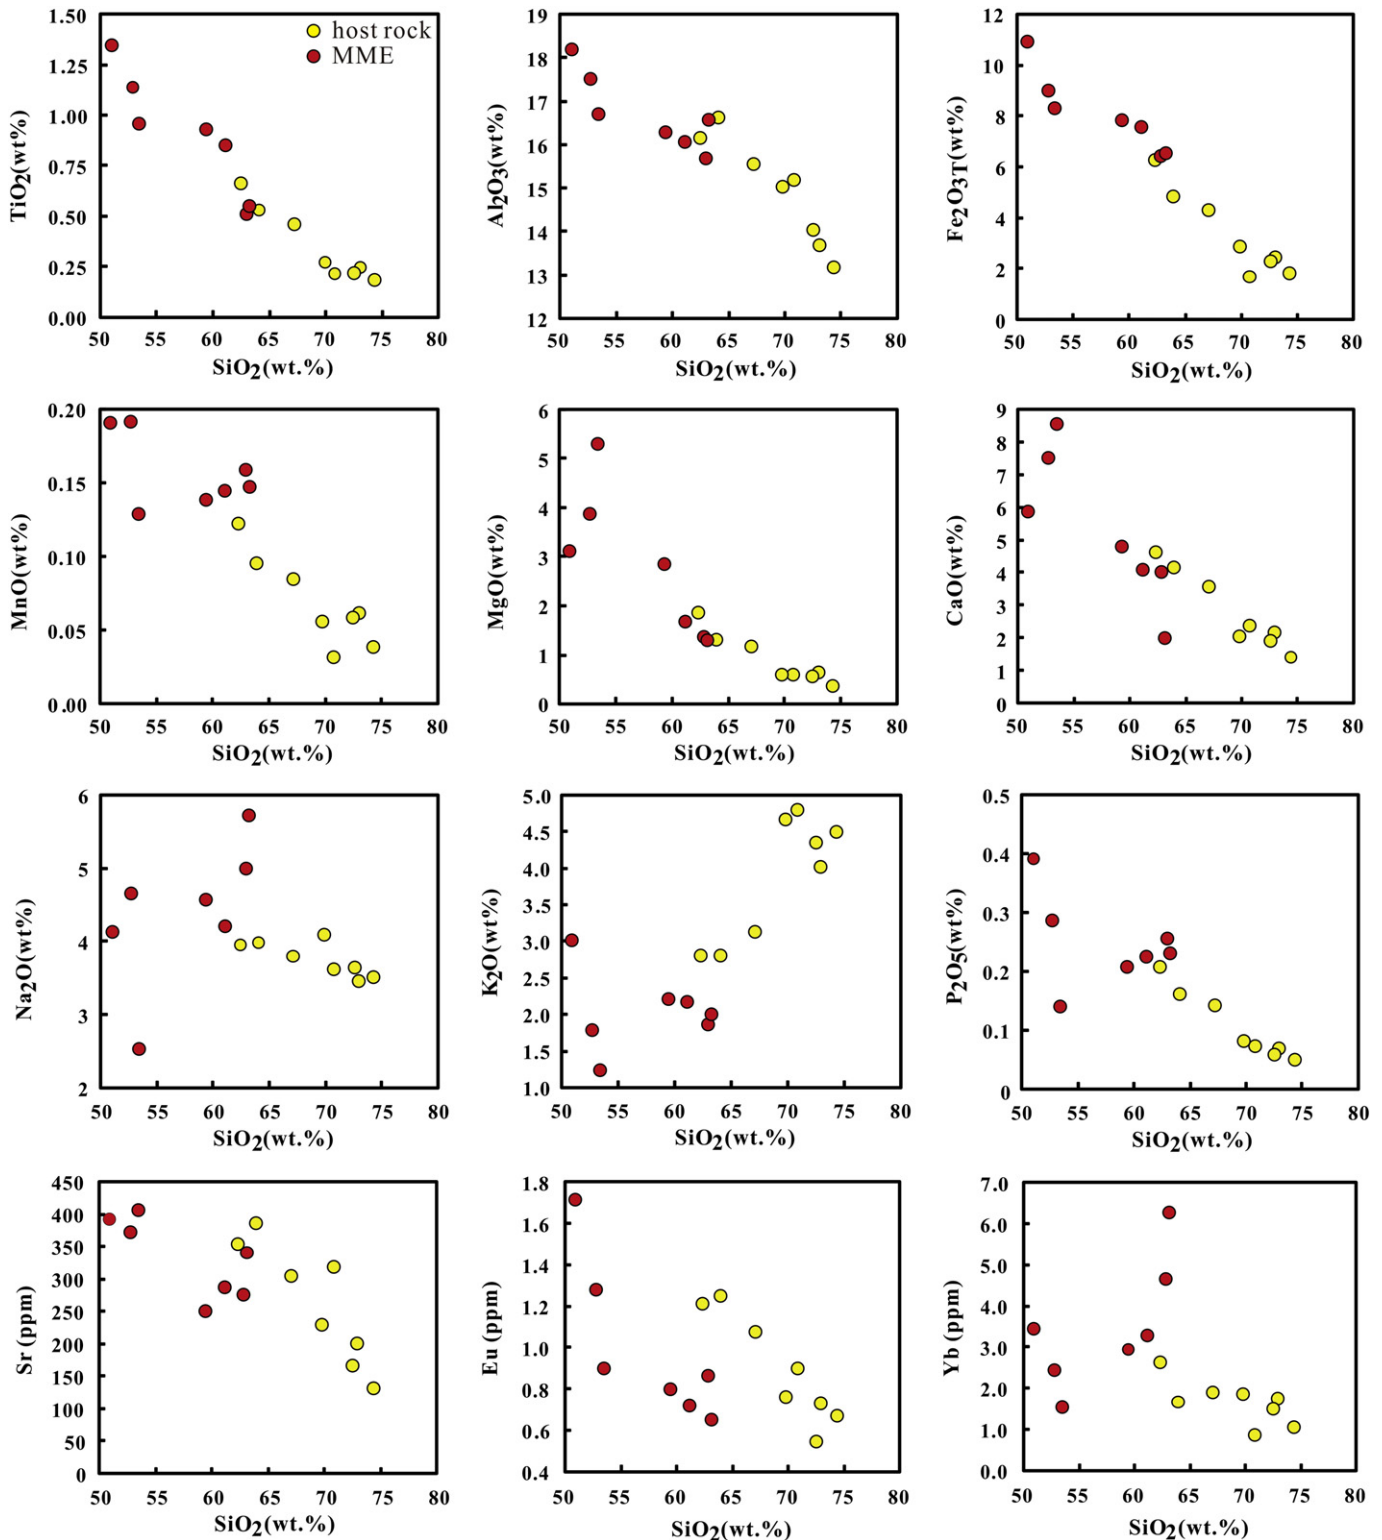 1.50
1.25
1.00
0.75
0.50
0.25
0.00
TiO2(wt%)
host rock
MME
50 55 60 65 70 75 80
SiO2(wt.%)
19
18
17
16
15
14
13
12
Al2O3(wt%)
50 55 60 65 70 75 80
SiO2(wt.%)
12
10
8
6
4
2
0
Fe2O3T(wt%)
50 55 60 65 70 75 80
SiO2(wt.%)
0.20
0.15
0.10
0.05
0.00
MnO(wt%)
50 55 60 65 70 75 80
SiO2(wt.%)
6
5
4
3
2
1
0
MgO(wt%)
50 55 60 65 70 75 80
SiO2(wt.%)
9
8
7
6
5
4
3
2
1
0
CaO(wt%)
50 55 60 65 70 75 80
SiO2(wt.%)
6
5
4
3
2
Na2O(wt%)
50 55 60 65 70 75 80
SiO2(wt.%)
5.0
4.5
4.0
3.5
3.0
2.5
2.0
1.5
1.0
K2O(wt%)
50 55 60 65 70 75 80
SiO2(wt.%)
0.5
0.4
0.3
0.2
0.1
0
P2O5(wt%)
50 55 60 65 70 75 80
SiO2(wt.%)
450
400
350
300
250
200
150
100
50
0
Sr (ppm)
50 55 60 65 70 75 80
SiO2(wt.%)
1.8
1.6
1.4
1.2
1.0
0.8
0.6
0.4
Eu (ppm)
50 55 60 65 70 75 80
SiO2(wt.%)
7.0
6.0
5.0
4.0
3.0
2.0
1.0
0.0
Yb (ppm)
50 55 60 65 70 75 80
SiO2(wt.%)